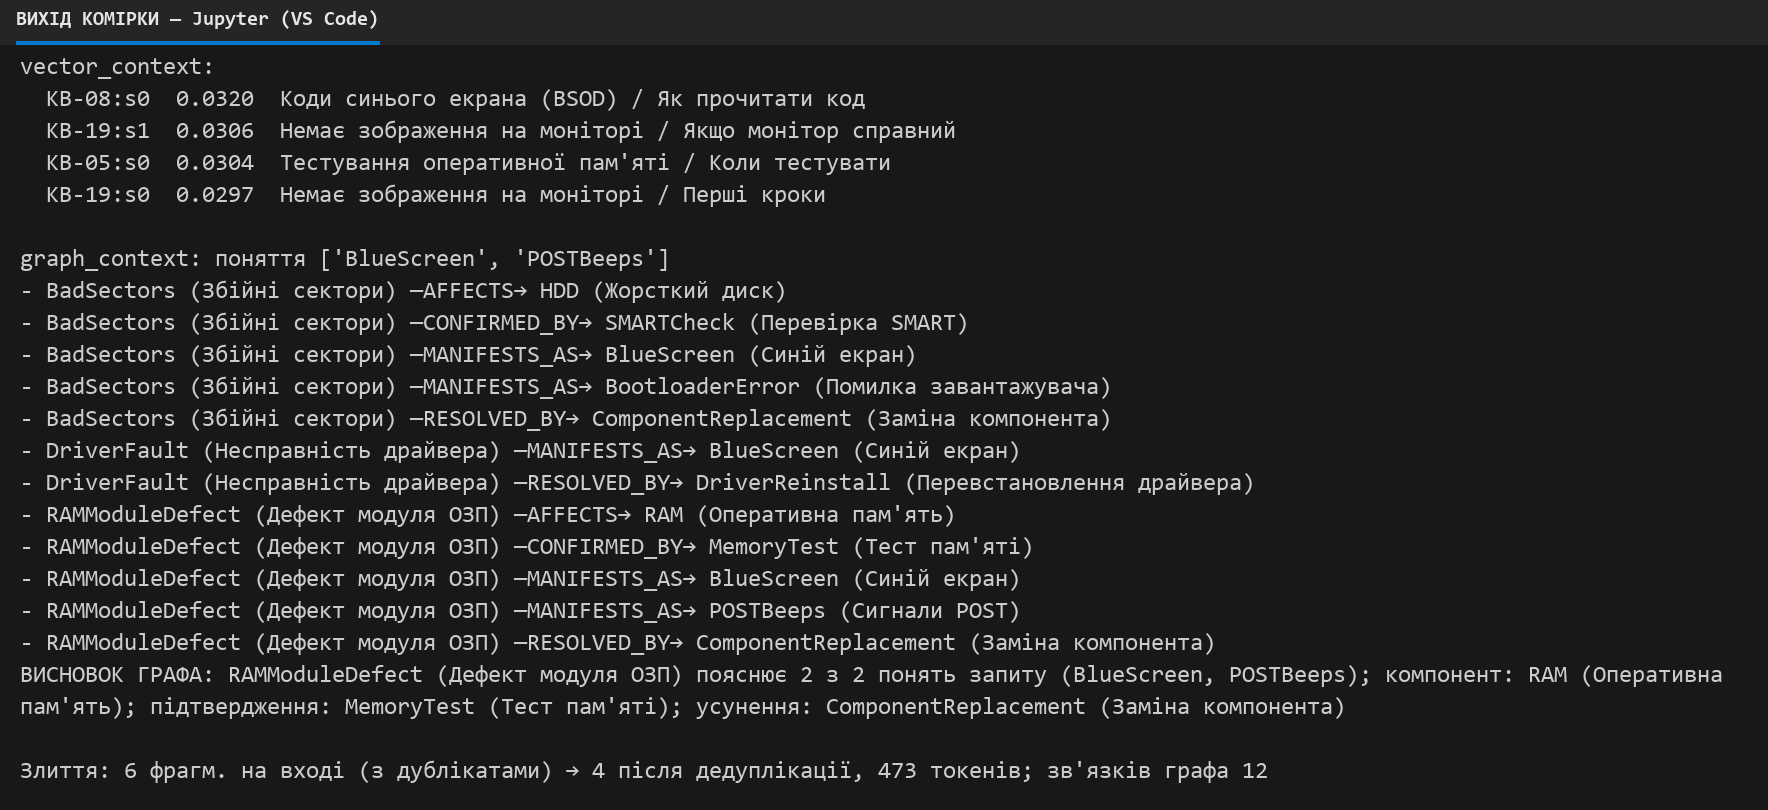 ВИХІД КОМІРКИ — Jupyter (VS Code)
vector_context:
  KB-08:s0  0.0320  Коди синього екрана (BSOD) / Як прочитати код
  KB-19:s1  0.0306  Немає зображення на моніторі / Якщо монітор справний
  KB-05:s0  0.0304  Тестування оперативної пам'яті / Коли тестувати
  KB-19:s0  0.0297  Немає зображення на моніторі / Перші кроки
graph_context: поняття ['BlueScreen', 'POSTBeeps']
- BadSectors (Збійні сектори) —AFFECTS→ HDD (Жорсткий диск)
- BadSectors (Збійні сектори) —CONFIRMED_BY→ SMARTCheck (Перевірка SMART)
- BadSectors (Збійні сектори) —MANIFESTS_AS→ BlueScreen (Синій екран)
- BadSectors (Збійні сектори) —MANIFESTS_AS→ BootloaderError (Помилка завантажувача)
- BadSectors (Збійні сектори) —RESOLVED_BY→ ComponentReplacement (Заміна компонента)
- DriverFault (Несправність драйвера) —MANIFESTS_AS→ BlueScreen (Синій екран)
- DriverFault (Несправність драйвера) —RESOLVED_BY→ DriverReinstall (Перевстановлення драйвера)
- RAMModuleDefect (Дефект модуля ОЗП) —AFFECTS→ RAM (Оперативна пам'ять)
- RAMModuleDefect (Дефект модуля ОЗП) —CONFIRMED_BY→ MemoryTest (Тест пам'яті)
- RAMModuleDefect (Дефект модуля ОЗП) —MANIFESTS_AS→ BlueScreen (Синій екран)
- RAMModuleDefect (Дефект модуля ОЗП) —MANIFESTS_AS→ POSTBeeps (Сигнали POST)
- RAMModuleDefect (Дефект модуля ОЗП) —RESOLVED_BY→ ComponentReplacement (Заміна компонента)
ВИСНОВОК ГРАФА: RAMModuleDefect (Дефект модуля ОЗП) пояснює 2 з 2 понять запиту (BlueScreen, POSTBeeps); компонент: RAM (Оперативна
пам'ять); підтвердження: MemoryTest (Тест пам'яті); усунення: ComponentReplacement (Заміна компонента)
Злиття: 6 фрагм. на вході (з дублікатами) → 4 після дедуплікації, 473 токенів; зв'язків графа 12